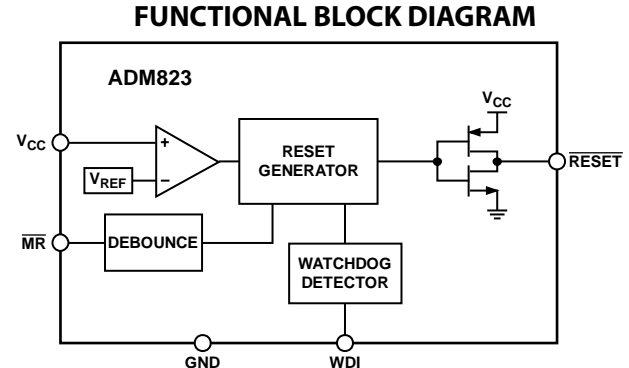 FUNCTIONAL BLOCK DIAGRAM
ADM823
VCC
VCC
+
RESET
GENERATOR
RESET
VREF
–
MR
DEBOUNCE
WATCHDOG
DETECTOR
GND
WDI